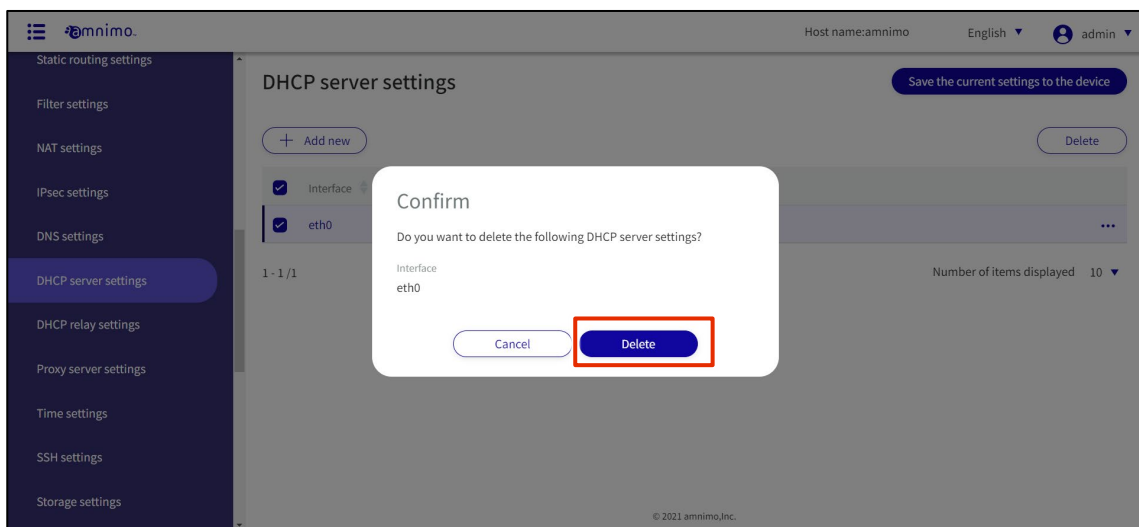 amnimo
Host name:amnimo
English
admin
Static routing settings
Filter settings
NAT settings
IPsec settings
DNS settings
DHCP server settings
DHCP relay settings
Proxy server settings
Time settings
SSH settings
Storage settings
DHCP server settings
Save the current settings to the device
+ Add new
Delete
Interface
eth0
1 - 1 /1
Number of items displayed 10
Confirm
Do you want to delete the following DHCP server settings?
Interface
eth0
Cancel
Delete
© 2021 amnimo,Inc.